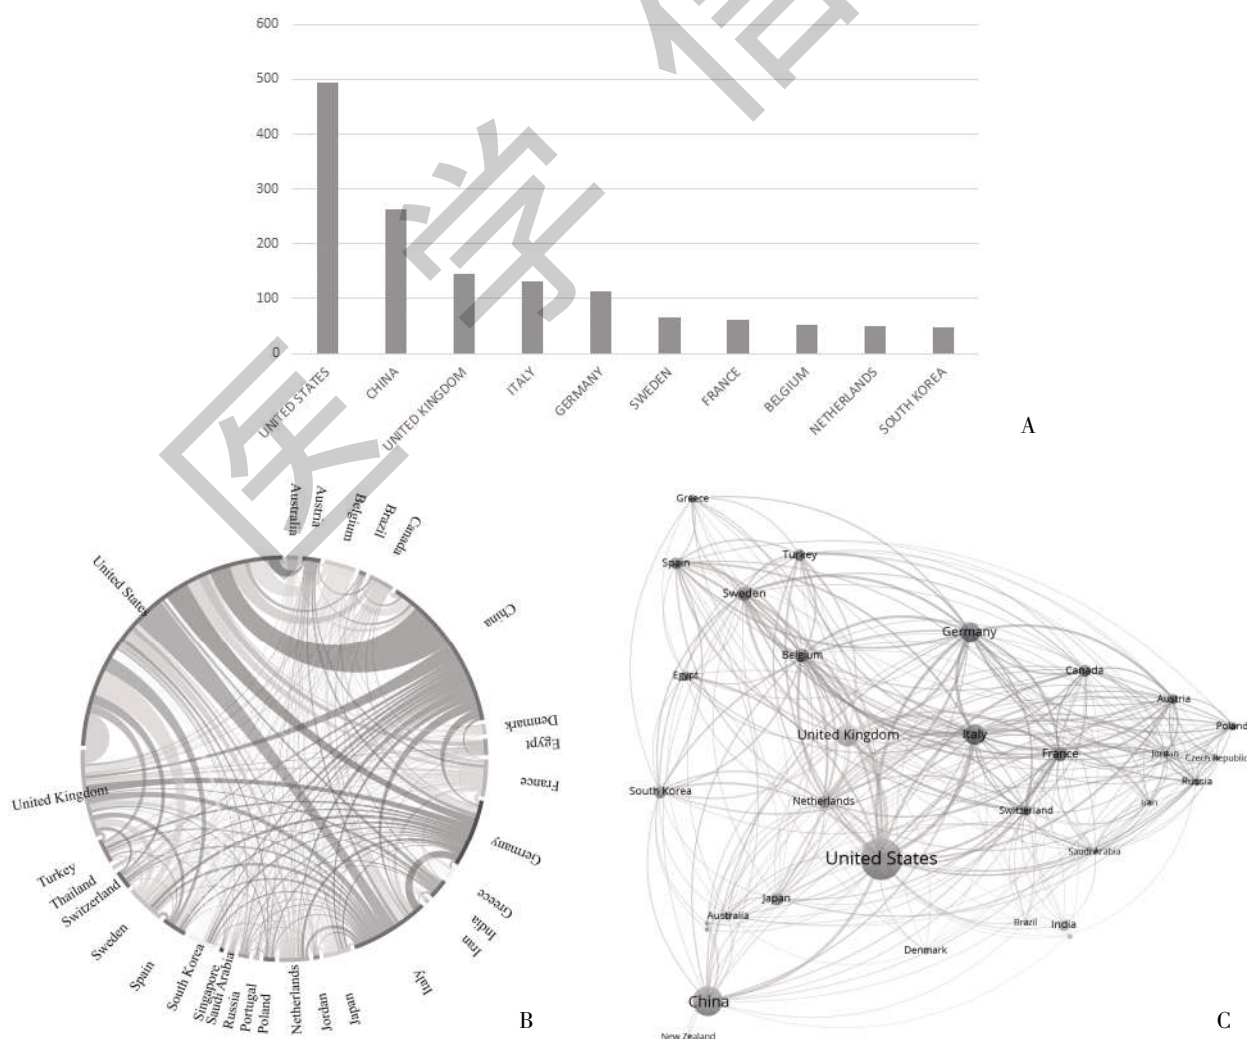 600
500
400
300
200
100
0
UNITED STATES
CHINA
UNITED KINGDOM
ITALY
GERMANY
SWEDEN
FRANCE
BELGIUM
NETHERLANDS
SOUTH KOREA
A
医学信
Australia
Austria
Belgium
Brazil
Canada
China
Denmark
Egypt
France
Germany
Greece
India
Iran
Italy
Japan
Jordan
Netherlands
Poland
Portugal
Russia
Saudi Arabia
Singapore
South Korea
Spain
Sweden
Switzerland
Thailand
Turkey
United Kingdom
United States
B
Greece
Spain
Turkey
Sweden
Germany
Belgium
Egypt
Canada
Austria
Poland
United Kingdom
Italy
France
Jordan
Czech Republic
Russia
South Korea
Netherlands
Switzerland
Iran
United States
Saudi Arabia
Japan
Australia
Brazil
India
Denmark
China
New Zealand
C